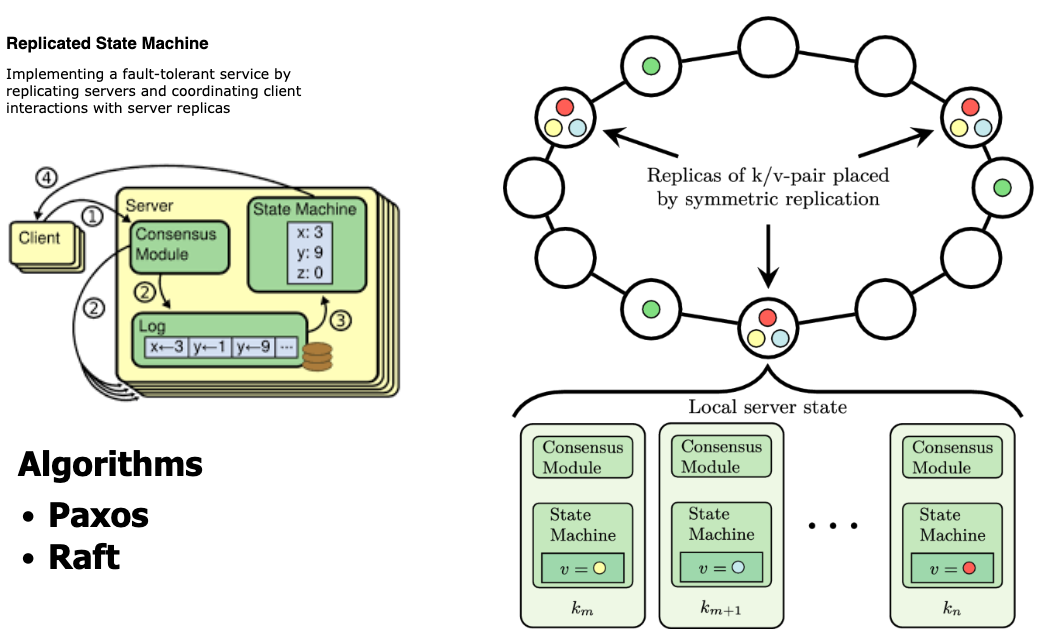 Replicated State Machine
Implementing a fault-tolerant service by
replicating servers and coordinating client
interactions with server replicas
④
①
Client
Server
Consensus
Module
State Machine
x: 3
y: 9
z: 0
②
②
③
Log
x←3 y←1 y←9 ...
Algorithms
• Paxos
• Raft
Replicas of k/v-pair placed
by symmetric replication
Local server state
Consensus
Module
State
Machine
v =
kₘ
Consensus
Module
State
Machine
v =
kₘ₊₁
• • •
Consensus
Module
State
Machine
v =
kₙ